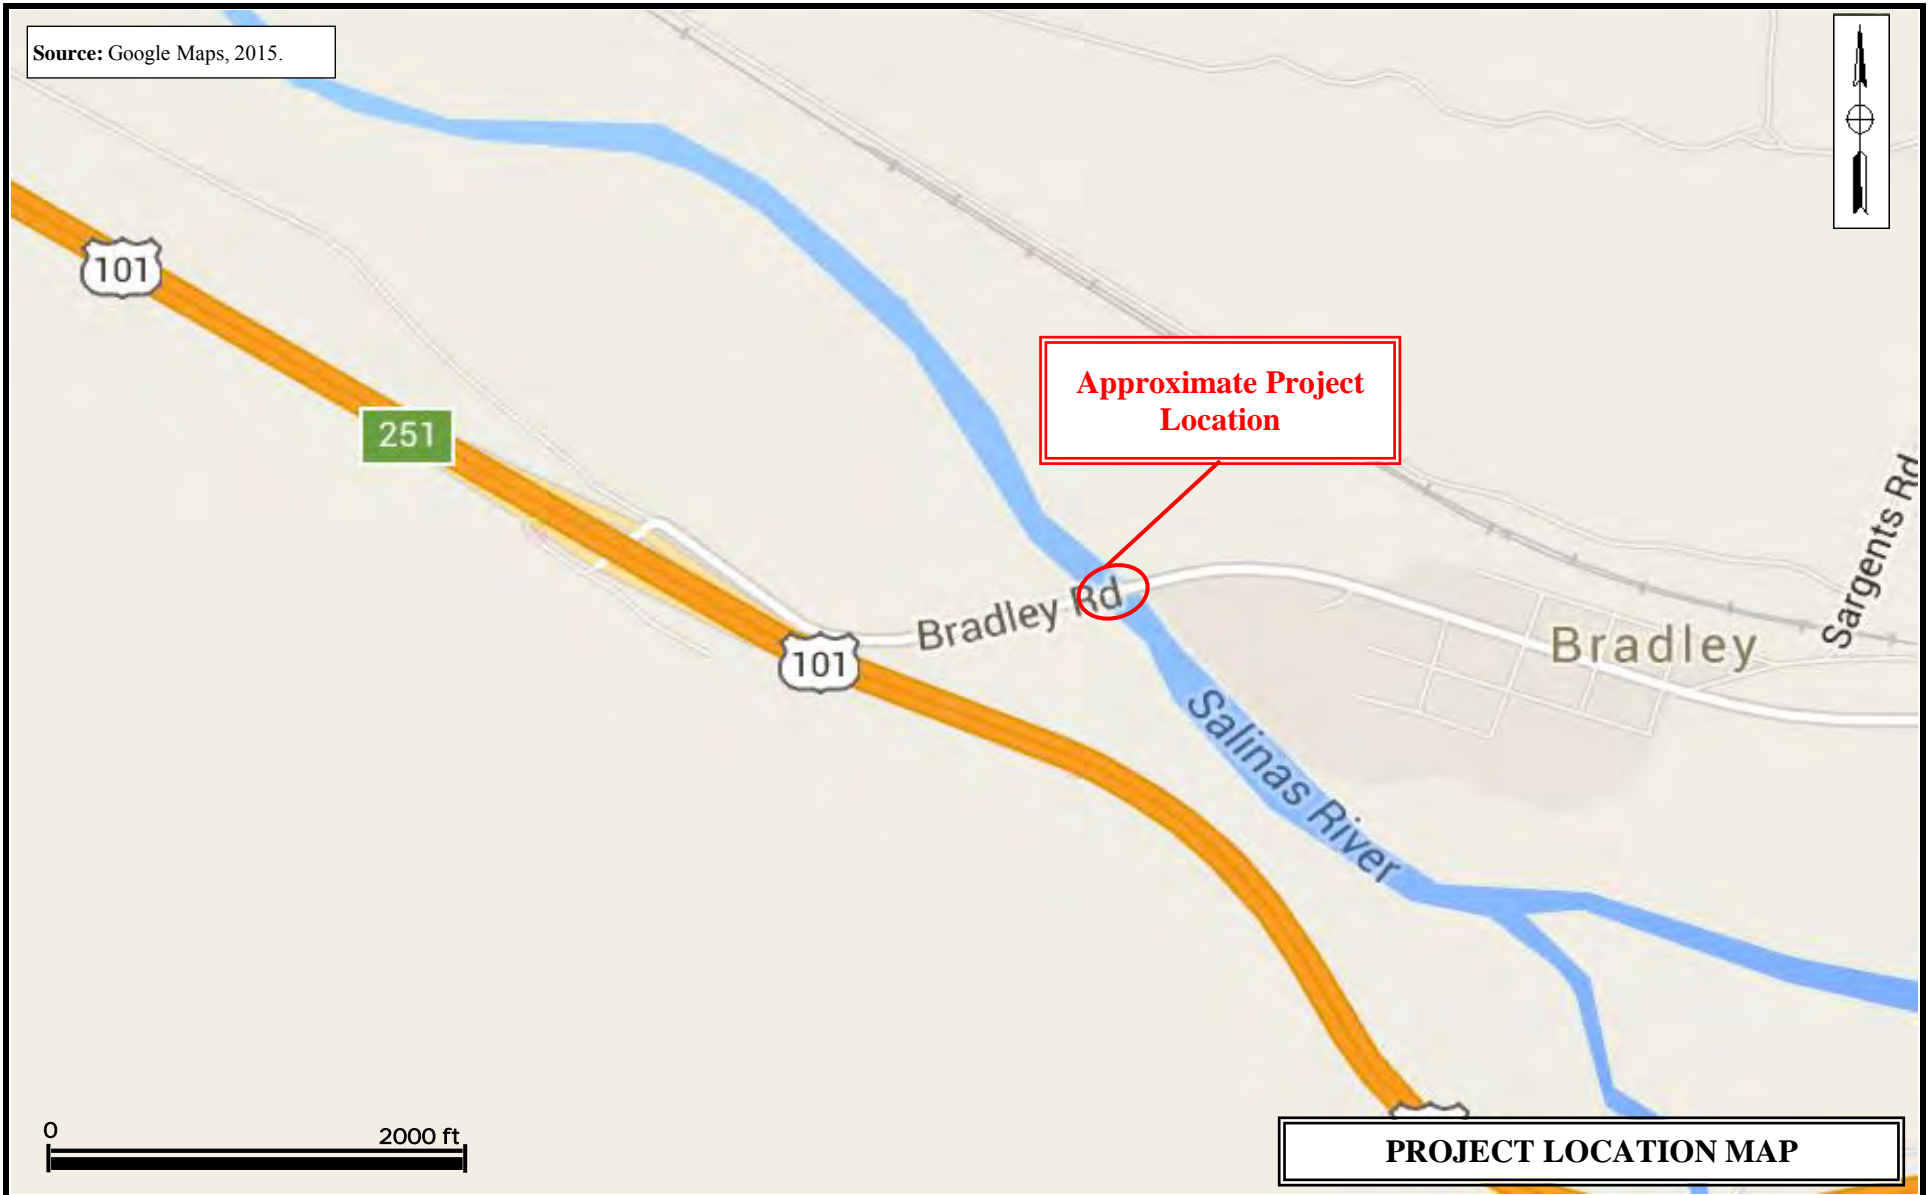 Source: Google Maps, 2015.
101
Approximate Project
Location
251
Sargents Rd
Bradley Rd
Bradley
101
Salinas River
0
2000 ft
PROJECT LOCATION MAP